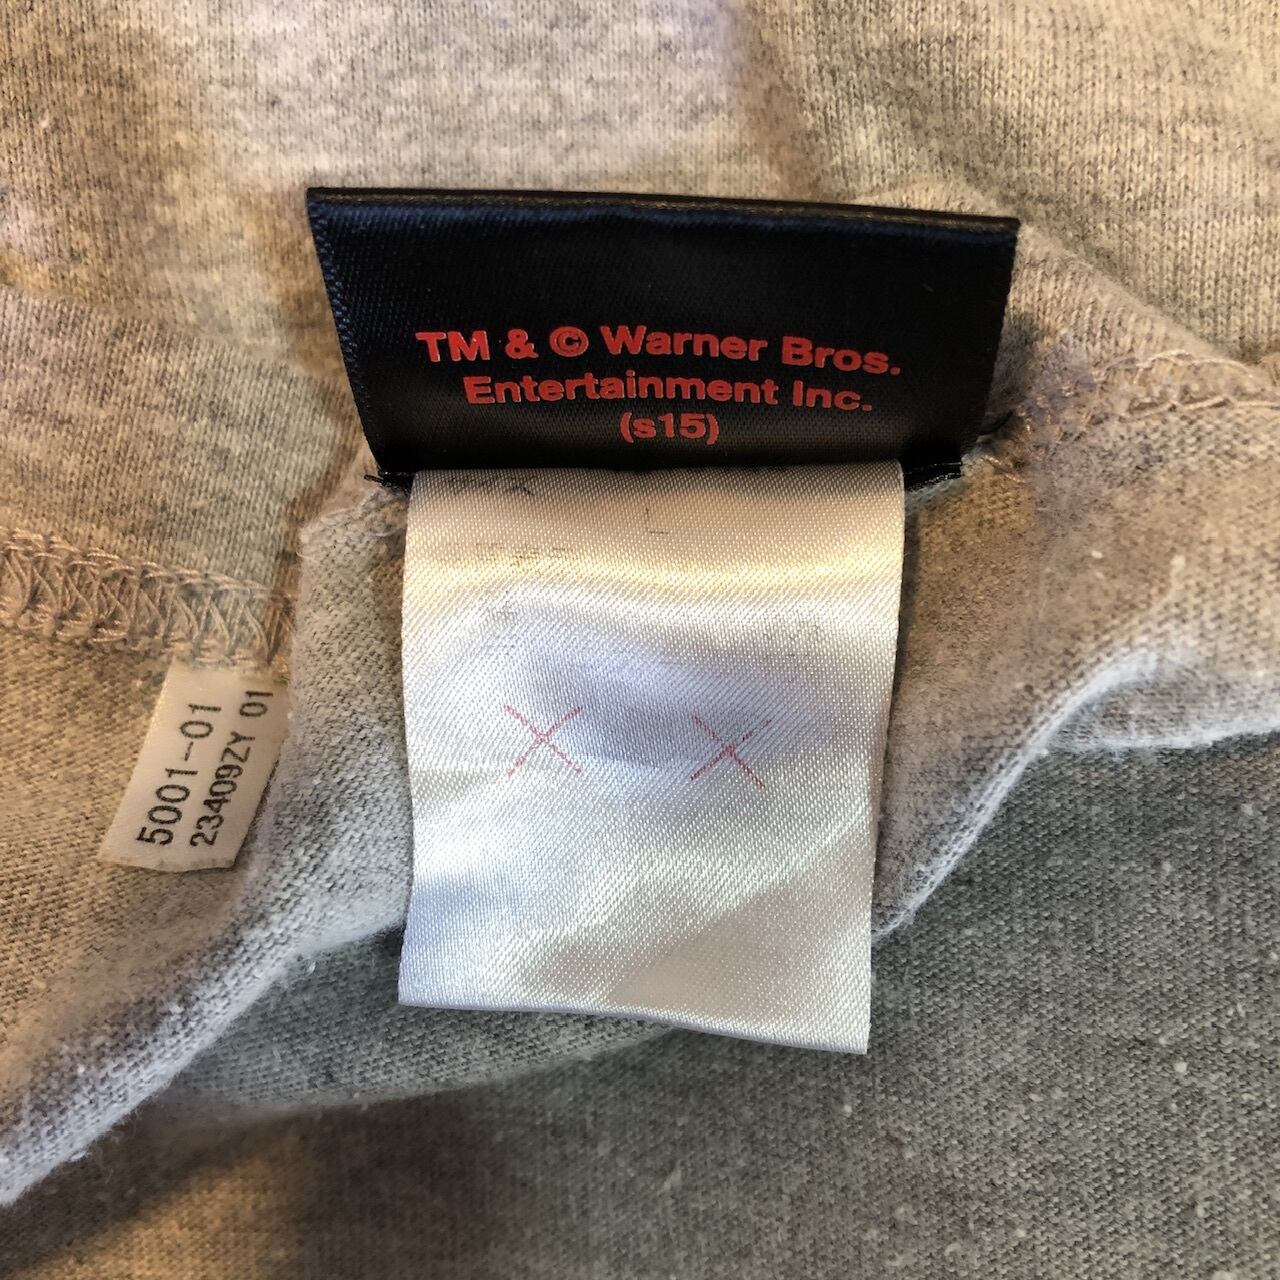 TM & © Warner Bros.
Entertainment Inc.
(s15)
5001-01
23409ZY 01